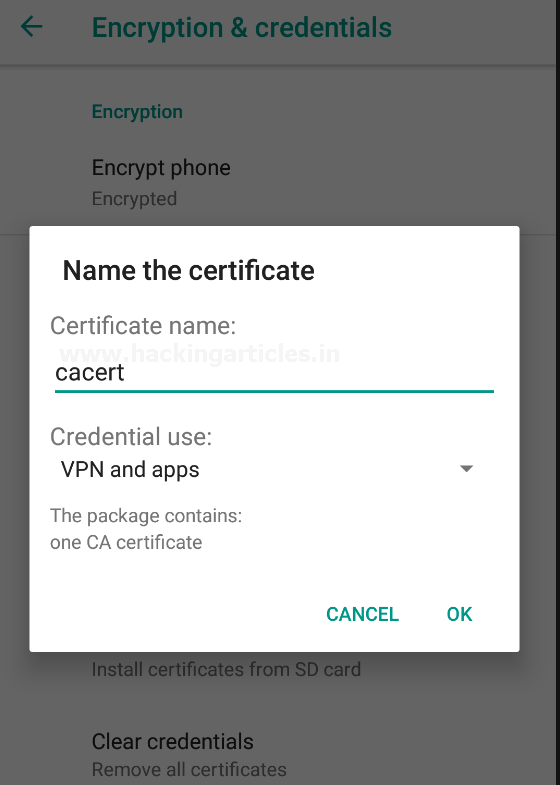 Encryption & credentials
Encryption
Encrypt phone
Encrypted
Name the certificate
Certificate name:
www.hackingarticles.in
cacert
Credential use:
VPN and apps
The package contains:
one CA certificate
CANCEL OK
Install certificates from SD card
Clear credentials
Remove all certificates